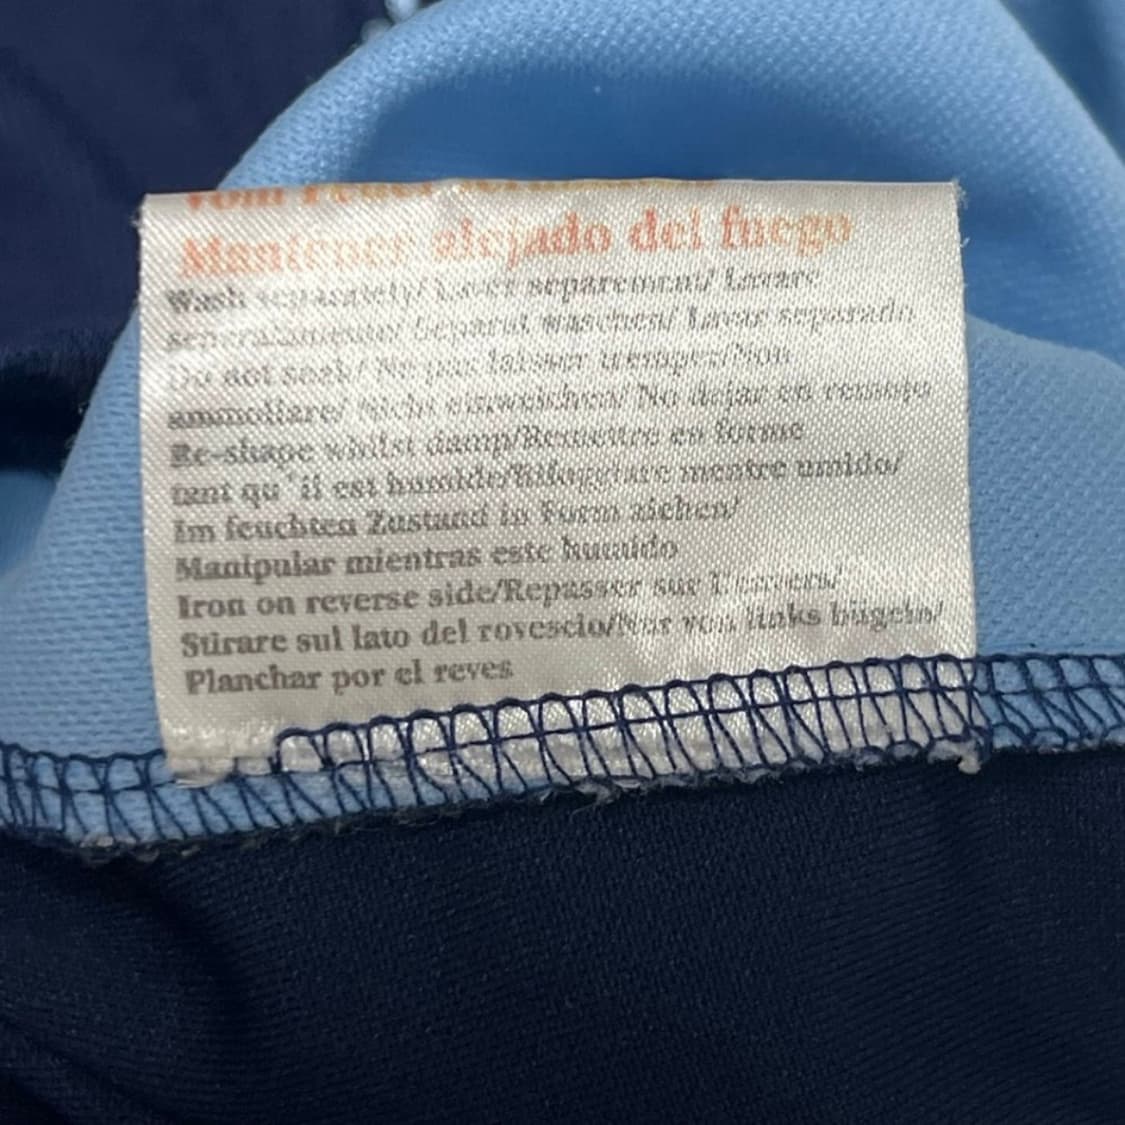 Mantener alejado del fuego
Wash separately/ Laver separement/ Lavare
separatamente/ Separat waschen/ Lavar separado
Do not soak/ Ne pas laisser tremper/Non
ammollare/ Nicht einweichen/ No dejar en remojo
Re-shape whilst damp/Remettre en forme
tant qu'il est humide/Rifoggiare mentre umido/
Im feuchten Zustand in Form ziehen/
Manipular mientras este humido
Iron on reverse side/Repasser sur l'envers/
Stirare sul lato del rovescio/Nur von links bügeln/
Planchar por el reves